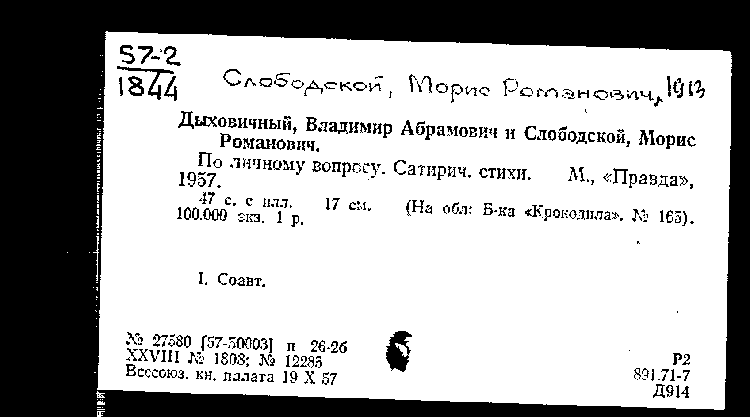 57-2
1844
Слободской, Морис Романович, 1913
Дыховичный, Владимир Абрамович и Слободской, Морис
Романович.
По личному вопросу. Сатирич. стихи. М., «Правда»,
1957.
47 с. с илл. 17 см. (На обл: Б-ка «Крокодила». № 165).
100.000 экз. 1 р.
I. Соавт.
№ 27580 [57-50003] п 26-26
XXVIII № 1808; № 12285
Всесоюз. кн. палата 19 X 57
Р2
891.71-7
Д914